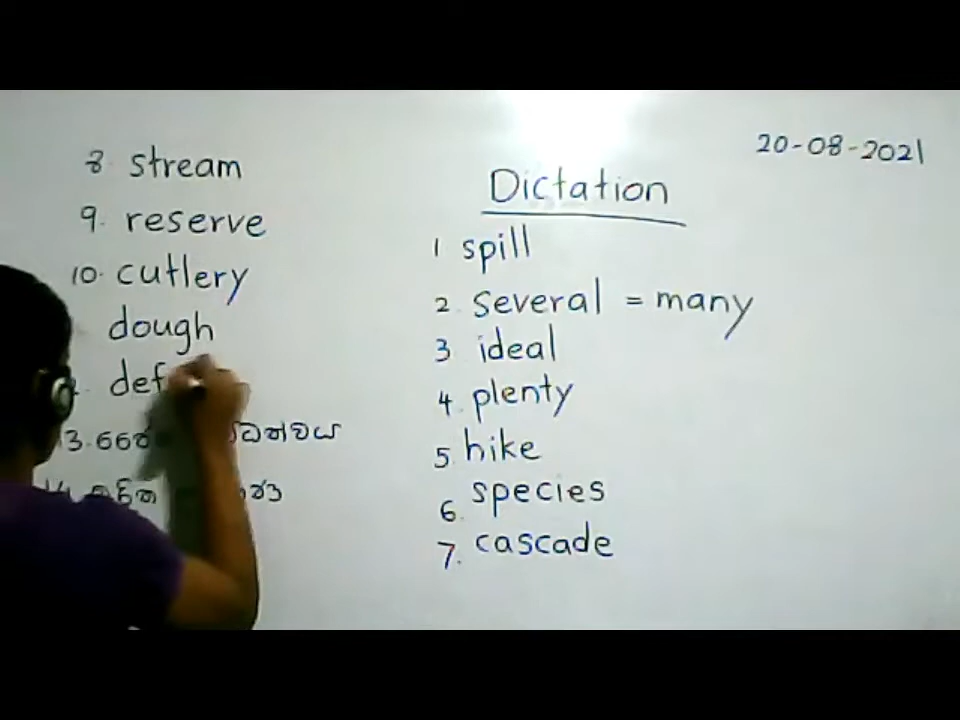 20-08-2021
Dictation
1 spill
2. several = many
3 ideal
4. plenty
5. hike
6. species
7. cascade
8. stream
9. reserve
10. cutlery
dough
def